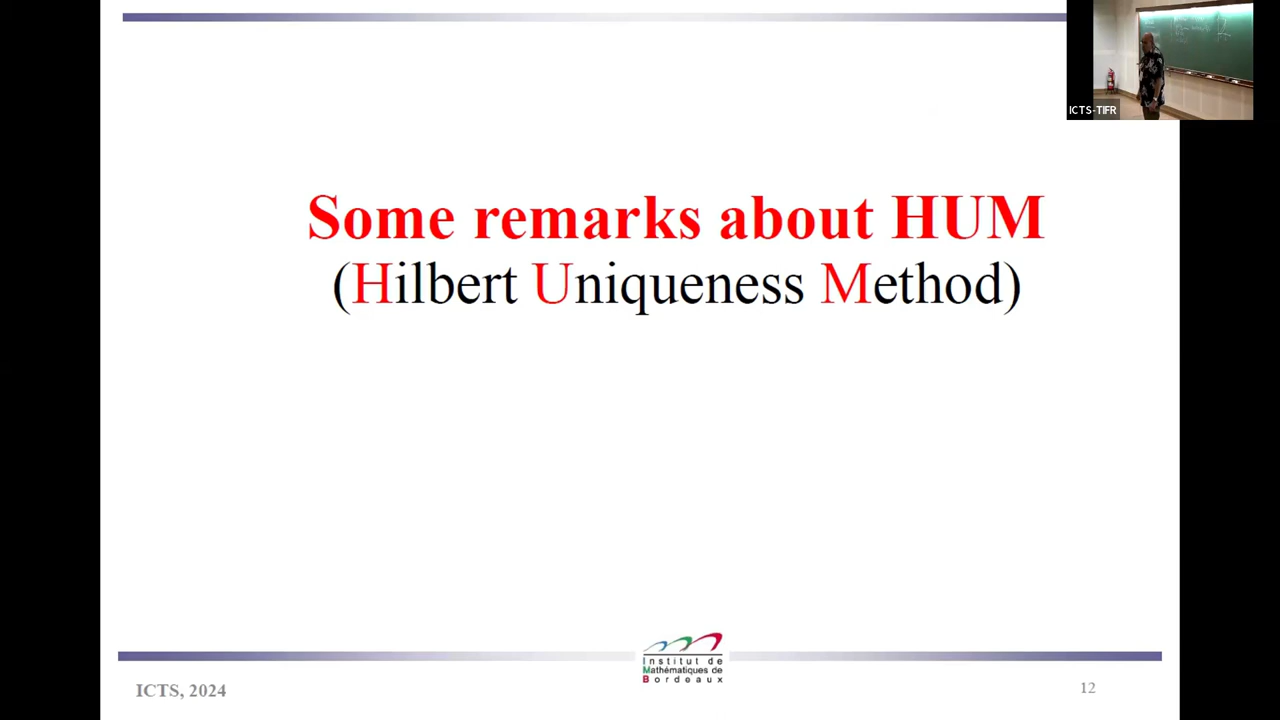 ICTS-TIFR
Some remarks about HUM
(Hilbert Uniqueness Method)
Institut de
Mathématiques de
Bordeaux
ICTS, 2024
12